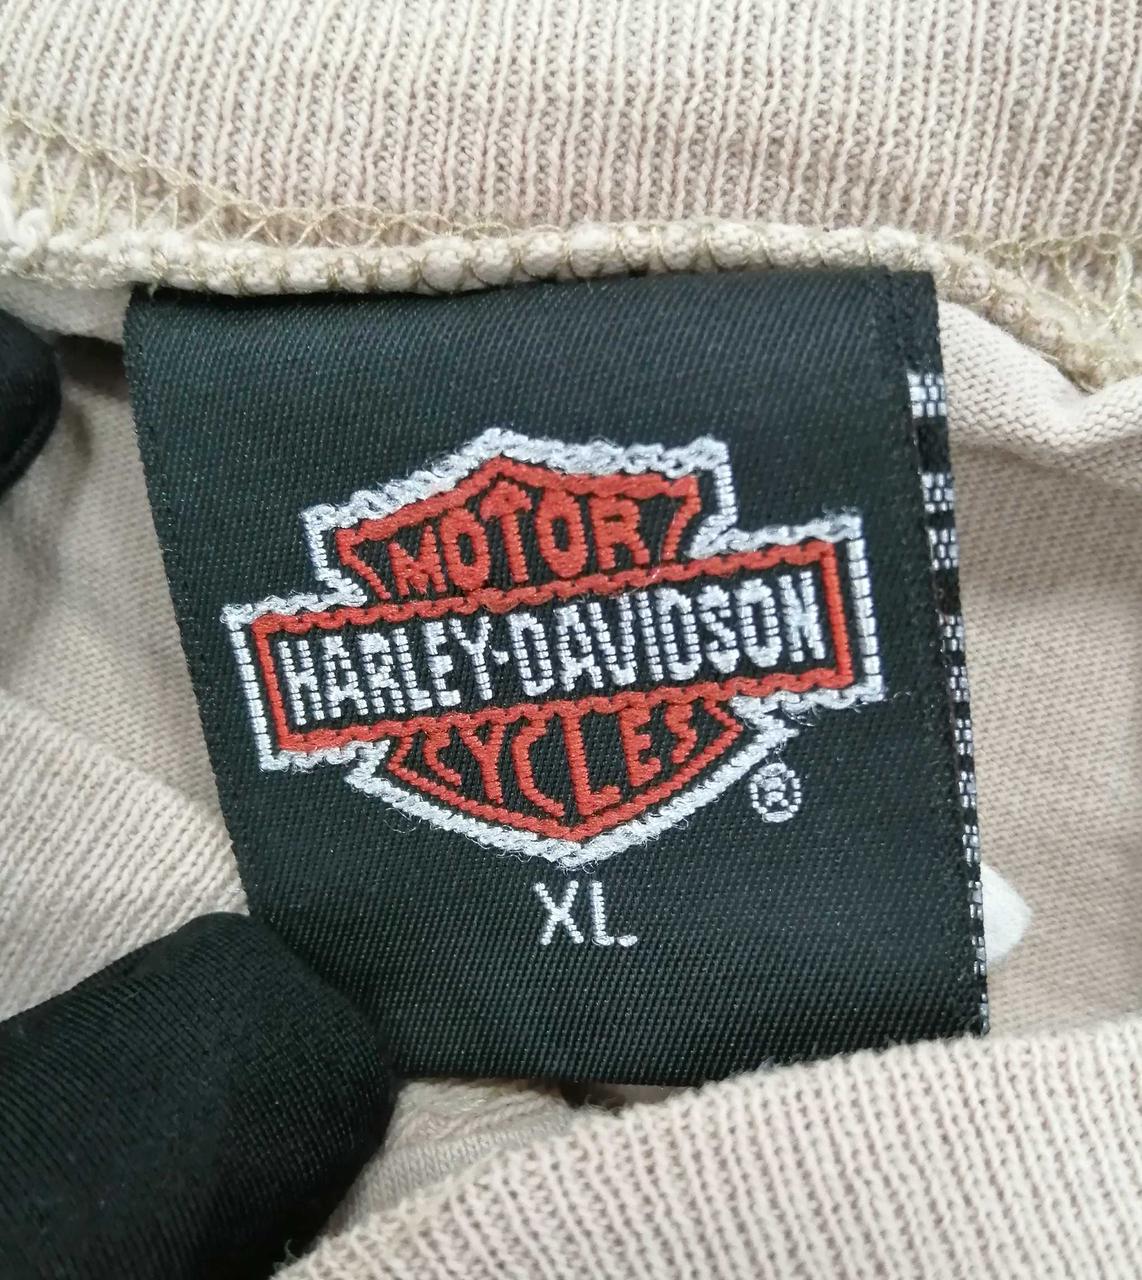 MOTOR
HARLEY-DAVIDSON
CYCLES
®
XL